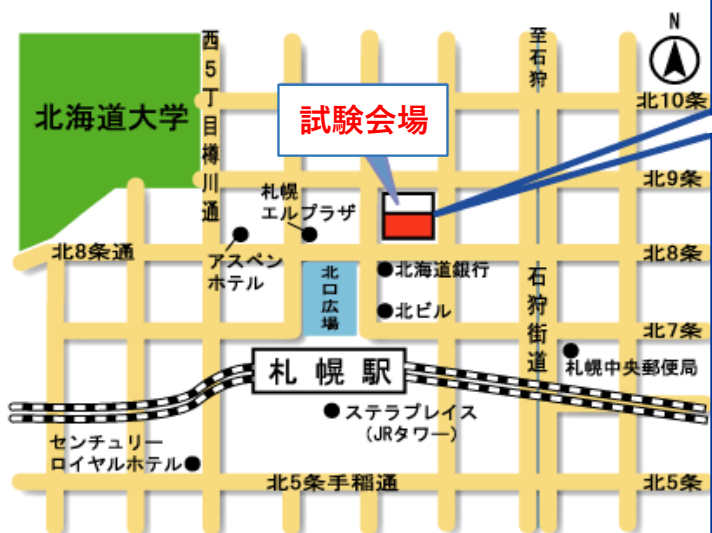 N
西5丁目樽川通
至石狩
北海道大学
北10条
試験会場
北9条
札幌
エルプラザ
北8条通
アスペン
ホテル
北口広場
北海道銀行
北8条
石狩街道
北ビル
北7条
札幌駅
札幌中央郵便局
ステラプレイス
(JRタワー)
センチュリー
ロイヤルホテル
北5条手稲通
北5条